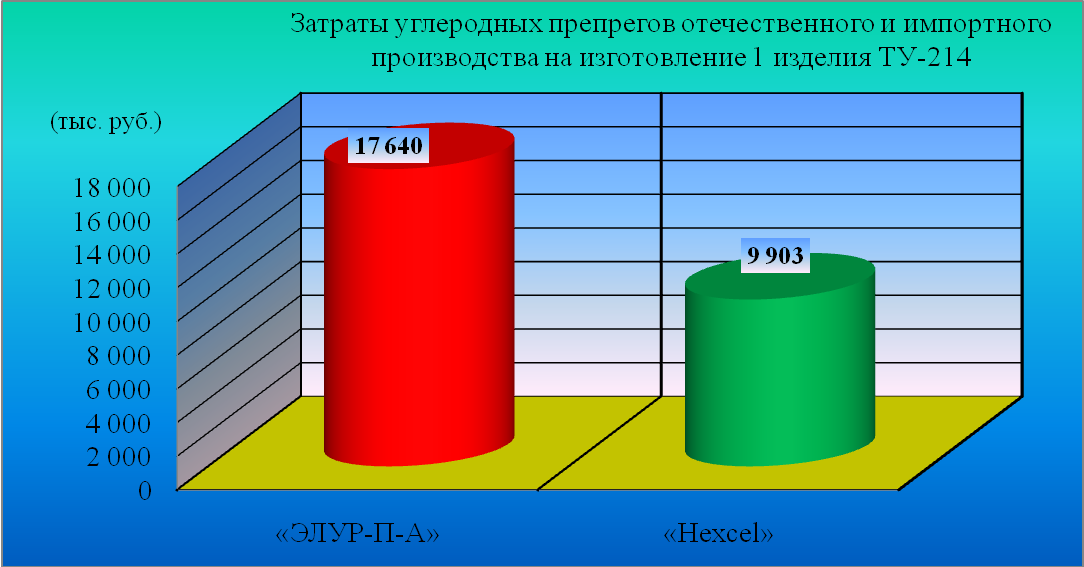 Затраты углеродных препрегов отечественного и импортного
производства на изготовление 1 изделия ТУ-214
(тыс. руб.)
17 640
9 903
18 000
16 000
14 000
12 000
10 000
8 000
6 000
4 000
2 000
0
«ЭЛУР-П-А»
«Hexcel»